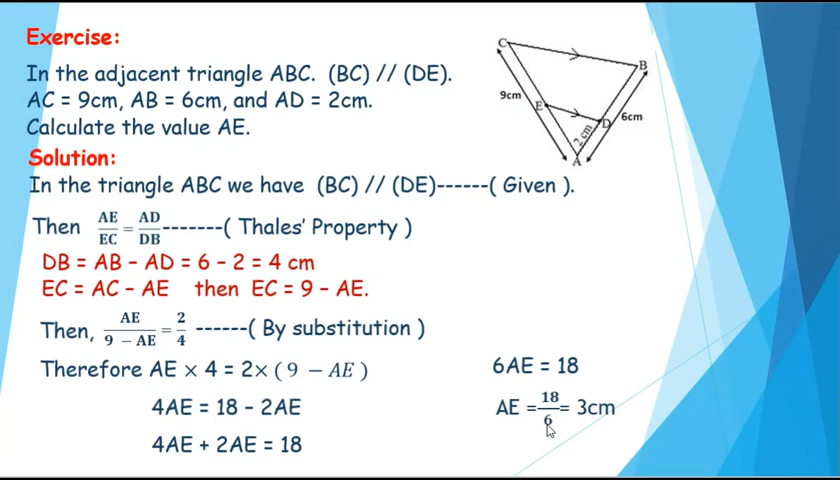 Exercise:
In the adjacent triangle ABC. (BC) // (DE).
AC = 9cm, AB = 6cm, and AD = 2cm.
Calculate the value AE.
C
B
9cm
E
D
6cm
2 cm
A
Solution:
In the triangle ABC we have (BC) // (DE)------( Given ).
Then AE/EC = AD/DB -------( Thales' Property )
DB = AB – AD = 6 – 2 = 4 cm
EC = AC – AE then EC = 9 – AE.
Then, AE/(9 – AE) = 2/4 ------( By substitution )
Therefore AE × 4 = 2× ( 9 – AE )
4AE = 18 – 2AE
4AE + 2AE = 18
6AE = 18
AE = 18/6 = 3cm